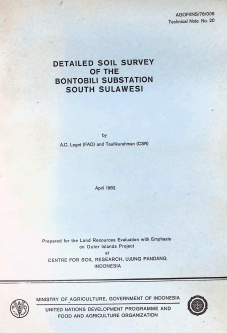 AGOF/INS/78/006
Technical Note No. 20
DETAILED SOIL SURVEY
OF THE
BONTOBILI SUBSTATION
SOUTH SULAWESI
by
A.C. Legel (FAO) and Taufikurahman (CSR)
April 1982
Prepared for the Land Resources Evaluation with Emphasis
on Outer Islands Project
at
CENTRE FOR SOIL RESEARCH, UJUNG PANDANG
INDONESIA
MINISTRY OF AGRICULTURE, GOVERNMENT OF INDONESIA
UNITED NATIONS DEVELOPMENT PROGRAMME AND
FOOD AND AGRICULTURE ORGANIZATION